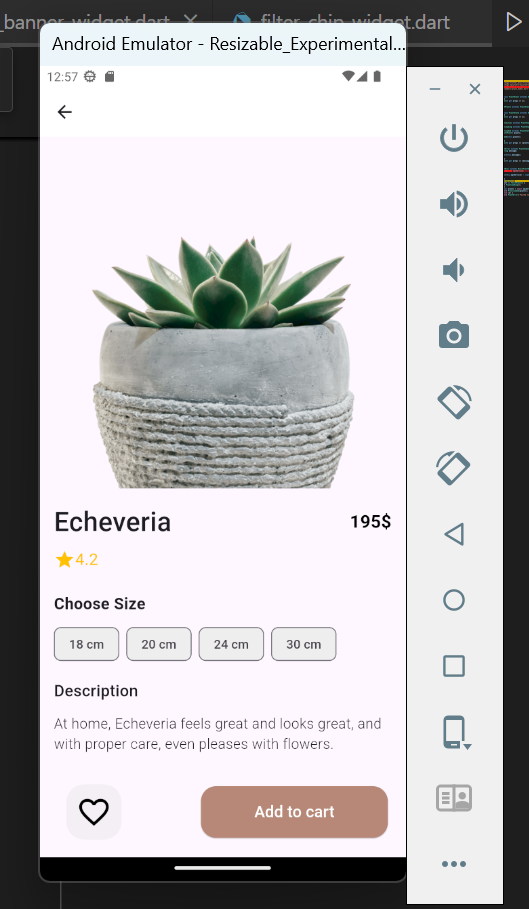 _banner_widget.dart
filter_chip_widget.dart
Android Emulator - Resizable_Experimental...
12:57
Echeveria
195$
4.2
Choose Size
18 cm
20 cm
24 cm
30 cm
Description
At home, Echeveria feels great and looks great, and
with proper care, even pleases with flowers.
Add to cart